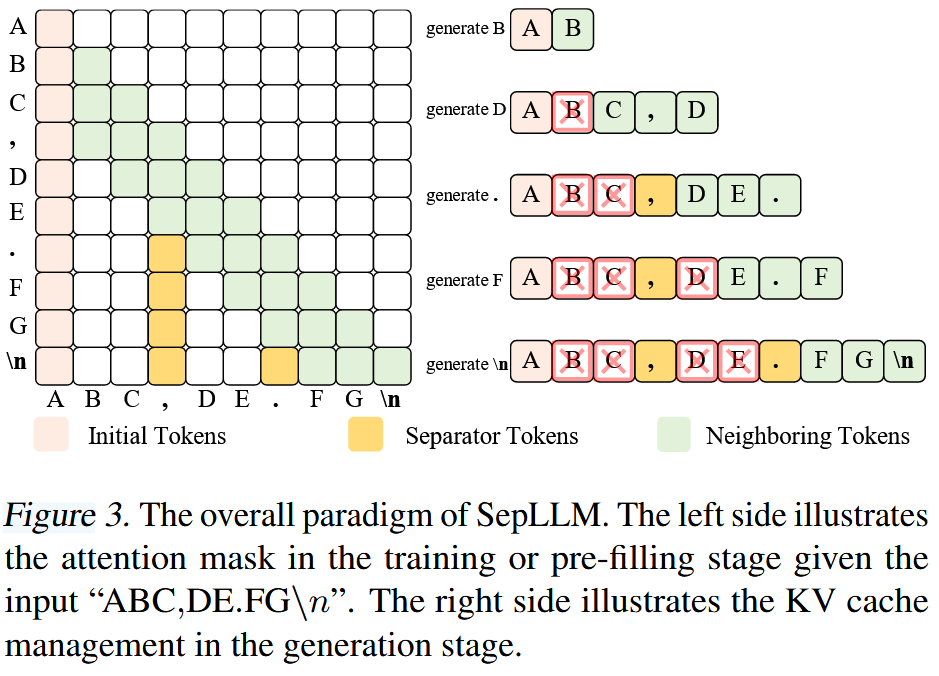 A
B
C
,
D
E
.
F
G
\n
A B C , D E . F G \n
generate B A B
generate D A B C , D
generate . A B C , D E .
generate F A B C , D E . F
generate \n A B C , D E . F G \n
Initial Tokens Separator Tokens Neighboring Tokens
Figure 3. The overall paradigm of SepLLM. The left side illustrates
the attention mask in the training or pre-filling stage given the
input “ABC,DE.FG\n”. The right side illustrates the KV cache
management in the generation stage.